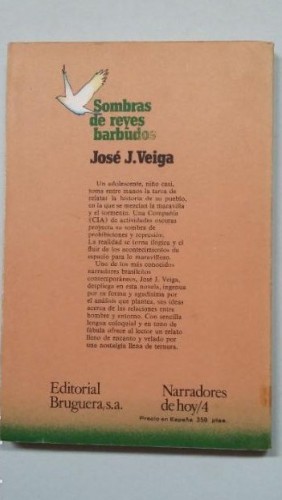 Sombras
de reyes
barbudos
José J. Veiga
Un adolescente, niño casi,
toma entre manos la tarea de
relatar la historia de su pueblo,
en la que se mezclan la maravilla
y el tormento. Una Compañía
(CIA) de actividades oscuras
proyecta su sombra de
prohibiciones y represión.
La realidad se torna ilógica y el
fluir de los acontecimientos da
espacio para lo maravilloso.
Uno de los más conocidos
narradores brasileños
contemporáneos, José J. Veiga,
despliega en esta novela, ingenua
por su forma y agudísima por
el análisis que plantea, sus ideas
acerca de las relaciones entre
hombre y entorno. Con sencilla
lengua coloquial y su tono de
fábula ofrece al lector un relato
lleno de encanto y velado por
una nostalgia llena de ternura.
Editorial
Bruguera, s.a.
Narradores
de hoy/4
Precio en España 250 ptas.